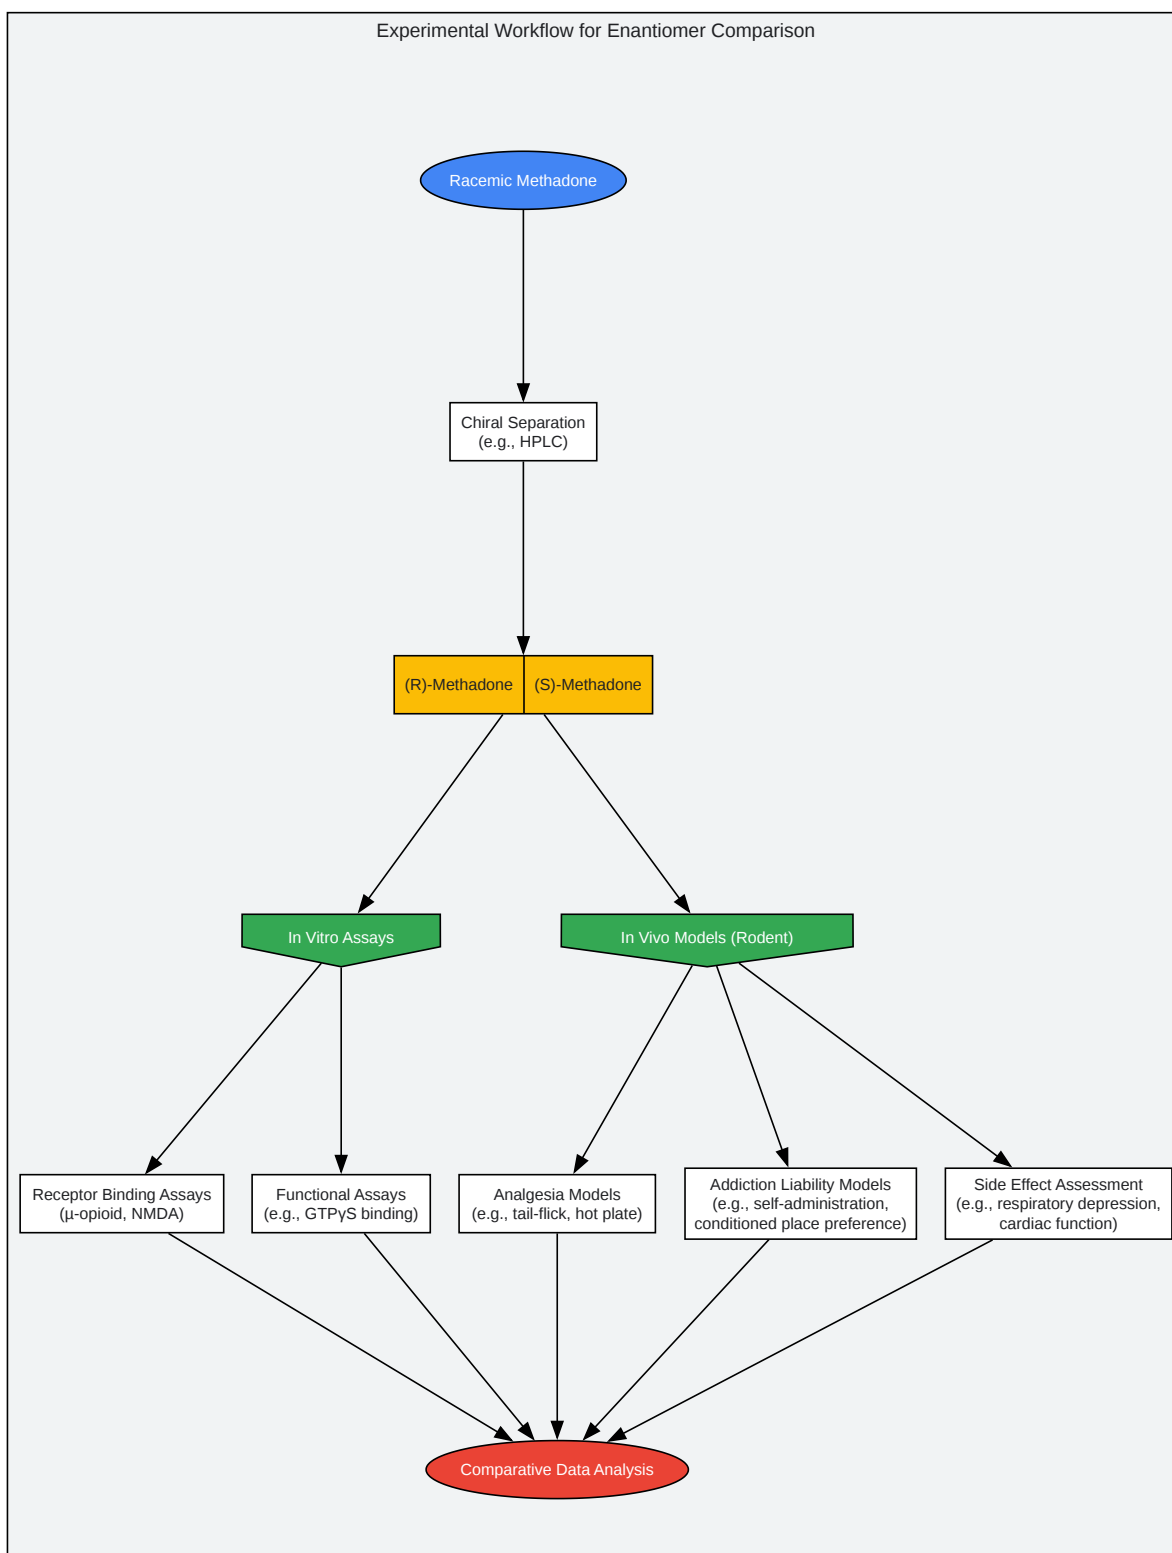 Experimental Workflow for Enantiomer Comparison
Racemic Methadone
Chiral Separation
(e.g., HPLC)
(R)-Methadone
(S)-Methadone
In Vitro Assays
In Vivo Models (Rodent)
Receptor Binding Assays
(µ-opioid, NMDA)
Functional Assays
(e.g., GTPγS binding)
Analgesia Models
(e.g., tail-flick, hot plate)
Addiction Liability Models
(e.g., self-administration,
conditioned place preference)
Side Effect Assessment
(e.g., respiratory depression,
cardiac function)
Comparative Data Analysis